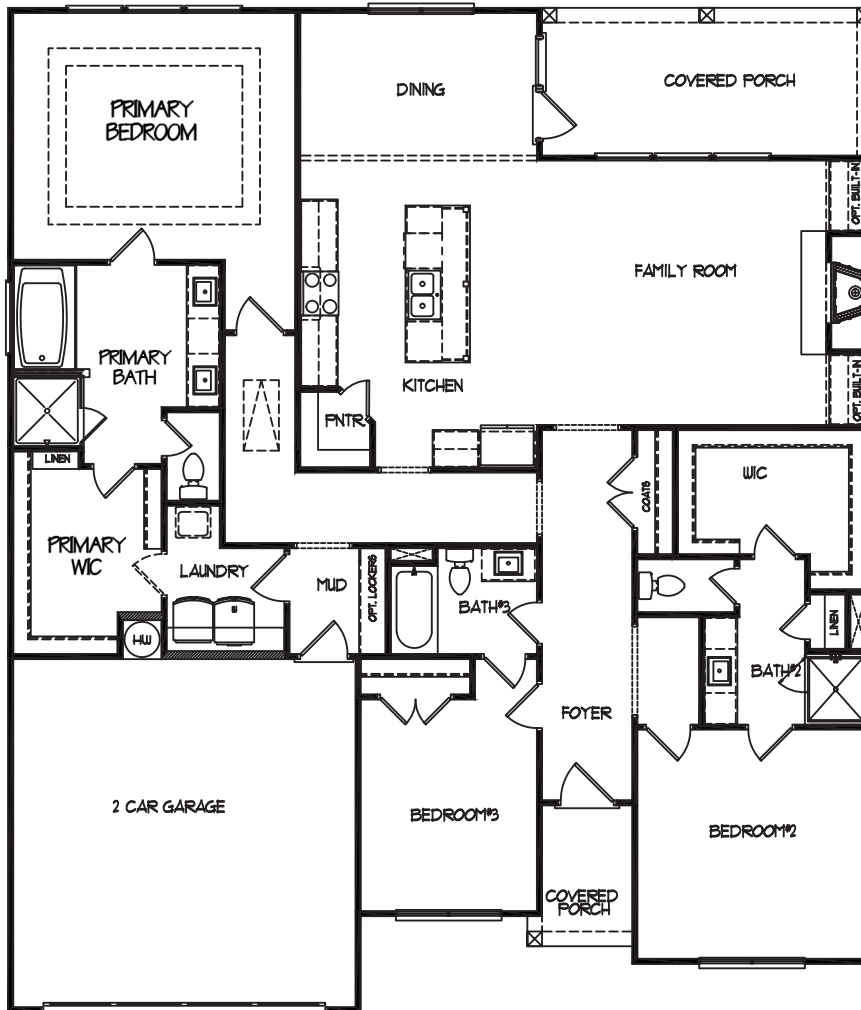 DINING
COVERED PORCH
PRIMARY
BEDROOM
OPT. BUILT-IN
FAMILY ROOM
PRIMARY
BATH
KITCHEN
OPT. BUILT-IN
PNTR.
LINEN
WIC
COATS
PRIMARY
WIC
LAUNDRY
MUD
OPT. LOCKERS
BATH#3
LINEN
HW
BATH#2
FOYER
2 CAR GARAGE
BEDROOM#3
BEDROOM#2
COVERED
PORCH